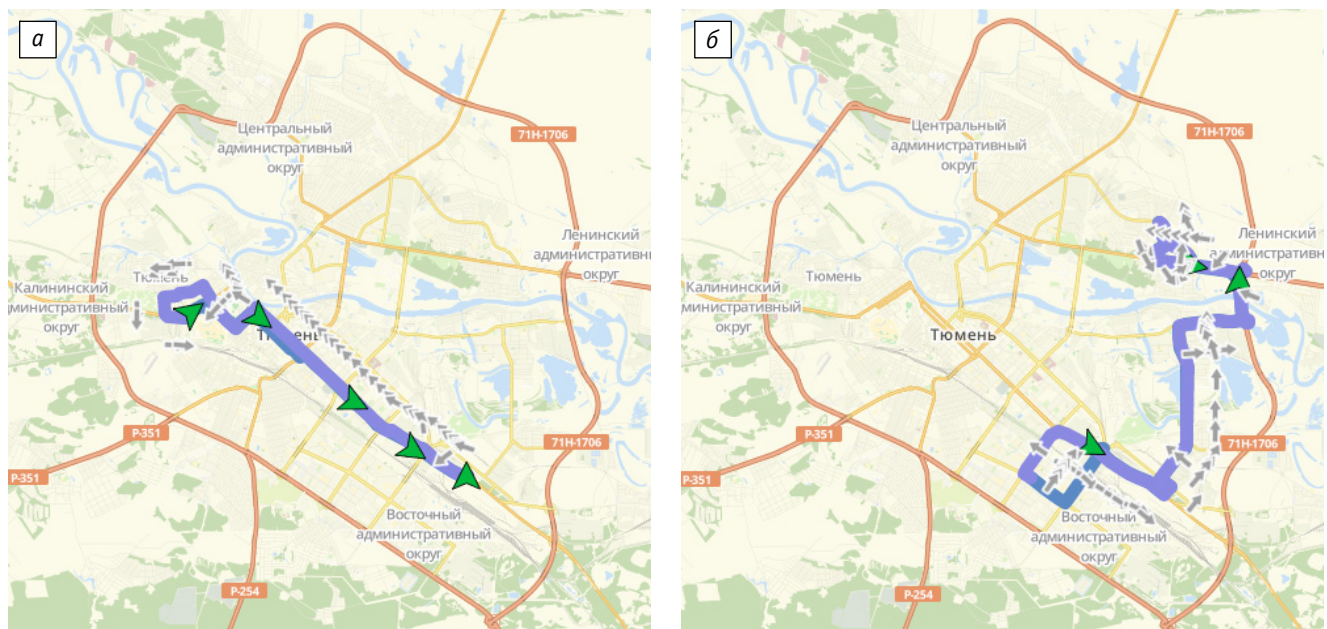 а
Центральный
административный
округ
71Н-1706
Ленинский
административный
округ
Тюмень
Калининский
министративный
округ
Тюмень
Р-351
Р-351
71Н-1706
Восточный
административный
округ
Р-254
б
Центральный
административный
округ
71Н-1706
Ленинский
административный
округ
Тюмень
Калининский
министративный
округ
Тюмень
Р-351
Р-351
71Н-1706
Восточный
административный
округ
Р-254